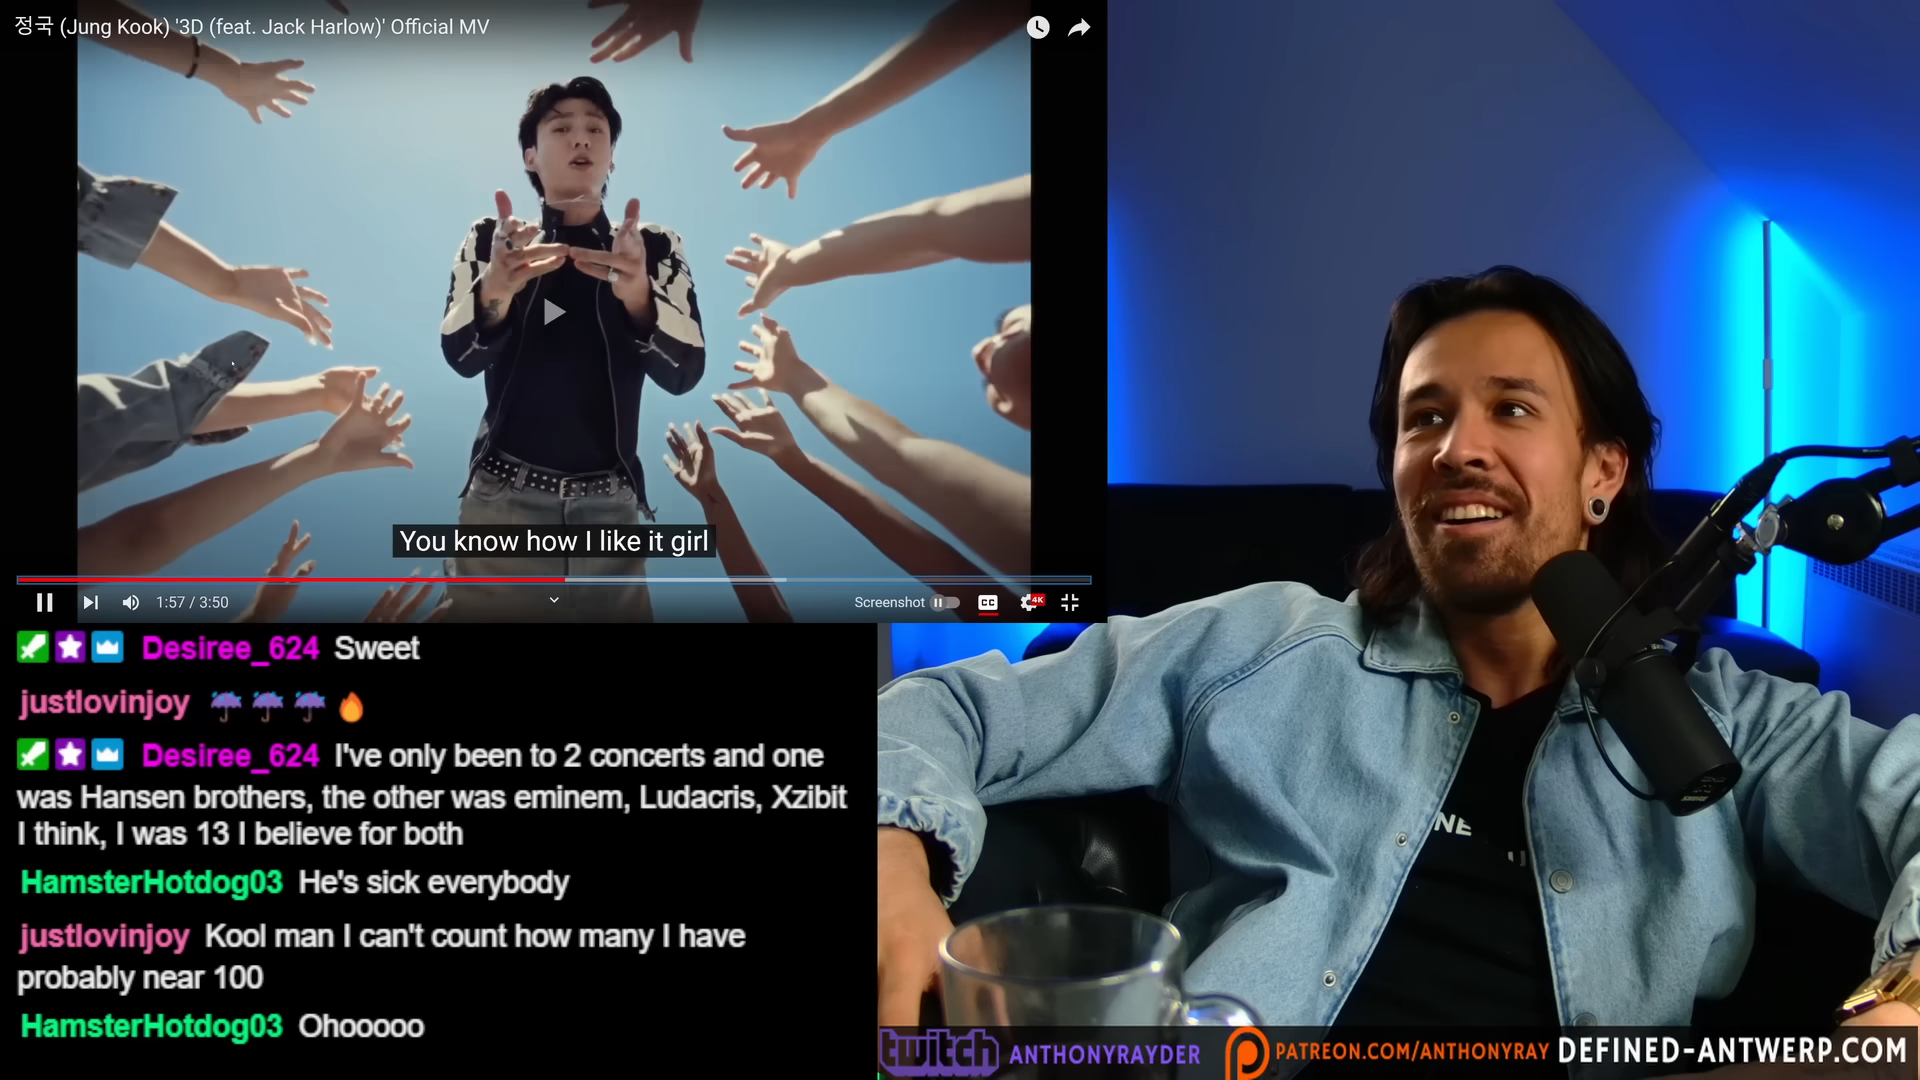 정국 (Jung Kook) '3D (feat. Jack Harlow)' Official MV
You know how I like it girl
1:57 / 3:50
Screenshot
CC
4K
Desiree_624 Sweet
justlovinjoy
Desiree_624 I've only been to 2 concerts and one
was Hansen brothers, the other was eminem, Ludacris, Xzibit
I think, I was 13 I believe for both
HamsterHotdog03 He's sick everybody
justlovinjoy Kool man I can't count how many I have
probably near 100
HamsterHotdog03 Ohooooo
SHURE
twitch ANTHONYRAYDER PATREON.COM/ANTHONYRAY DEFINED-ANTWERP.COM